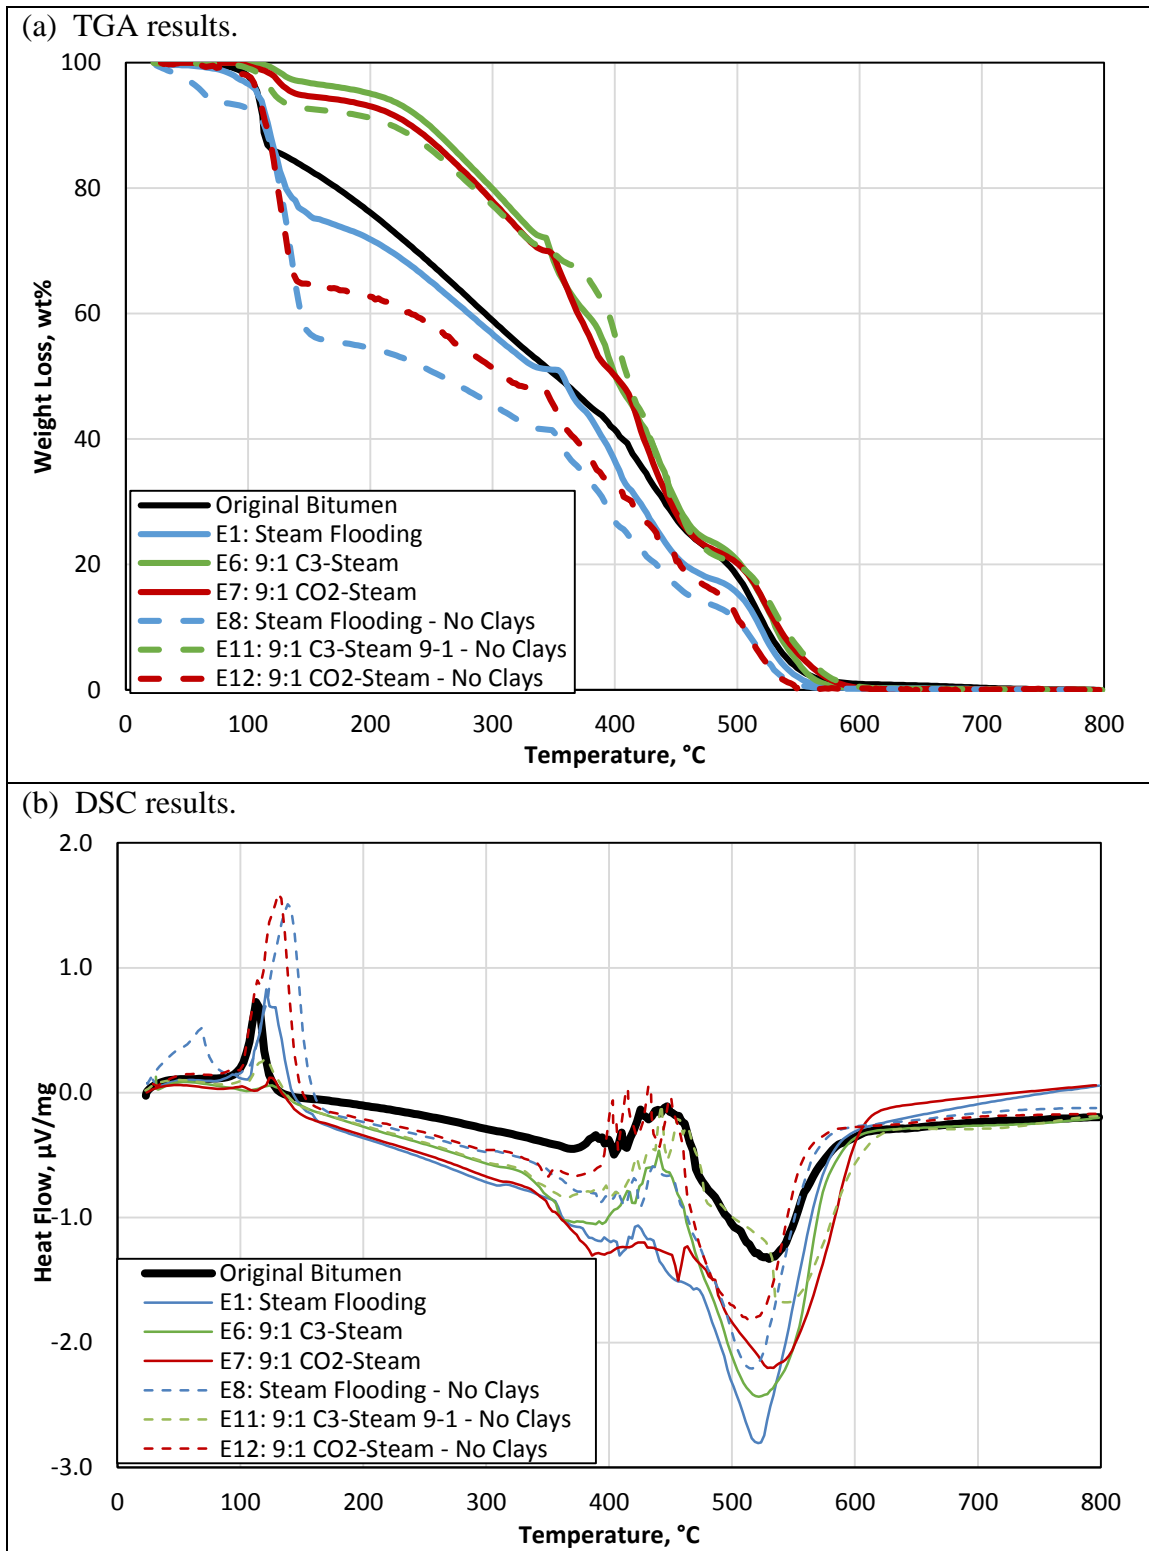 (a) TGA results.
100
80
60
40
20
0
Weight Loss, wt%
Original Bitumen
E1: Steam Flooding
E6: 9:1 C3-Steam
E7: 9:1 CO2-Steam
E8: Steam Flooding - No Clays
E11: 9:1 C3-Steam 9-1 - No Clays
E12: 9:1 CO2-Steam - No Clays
0 100 200 300 400 500 600 700 800
Temperature, °C
(b) DSC results.
2.0
1.0
0.0
-1.0
-2.0
-3.0
Heat Flow, µV/mg
Original Bitumen
E1: Steam Flooding
E6: 9:1 C3-Steam
E7: 9:1 CO2-Steam
E8: Steam Flooding - No Clays
E11: 9:1 C3-Steam 9-1 - No Clays
E12: 9:1 CO2-Steam - No Clays
0 100 200 300 400 500 600 700 800
Temperature, °C